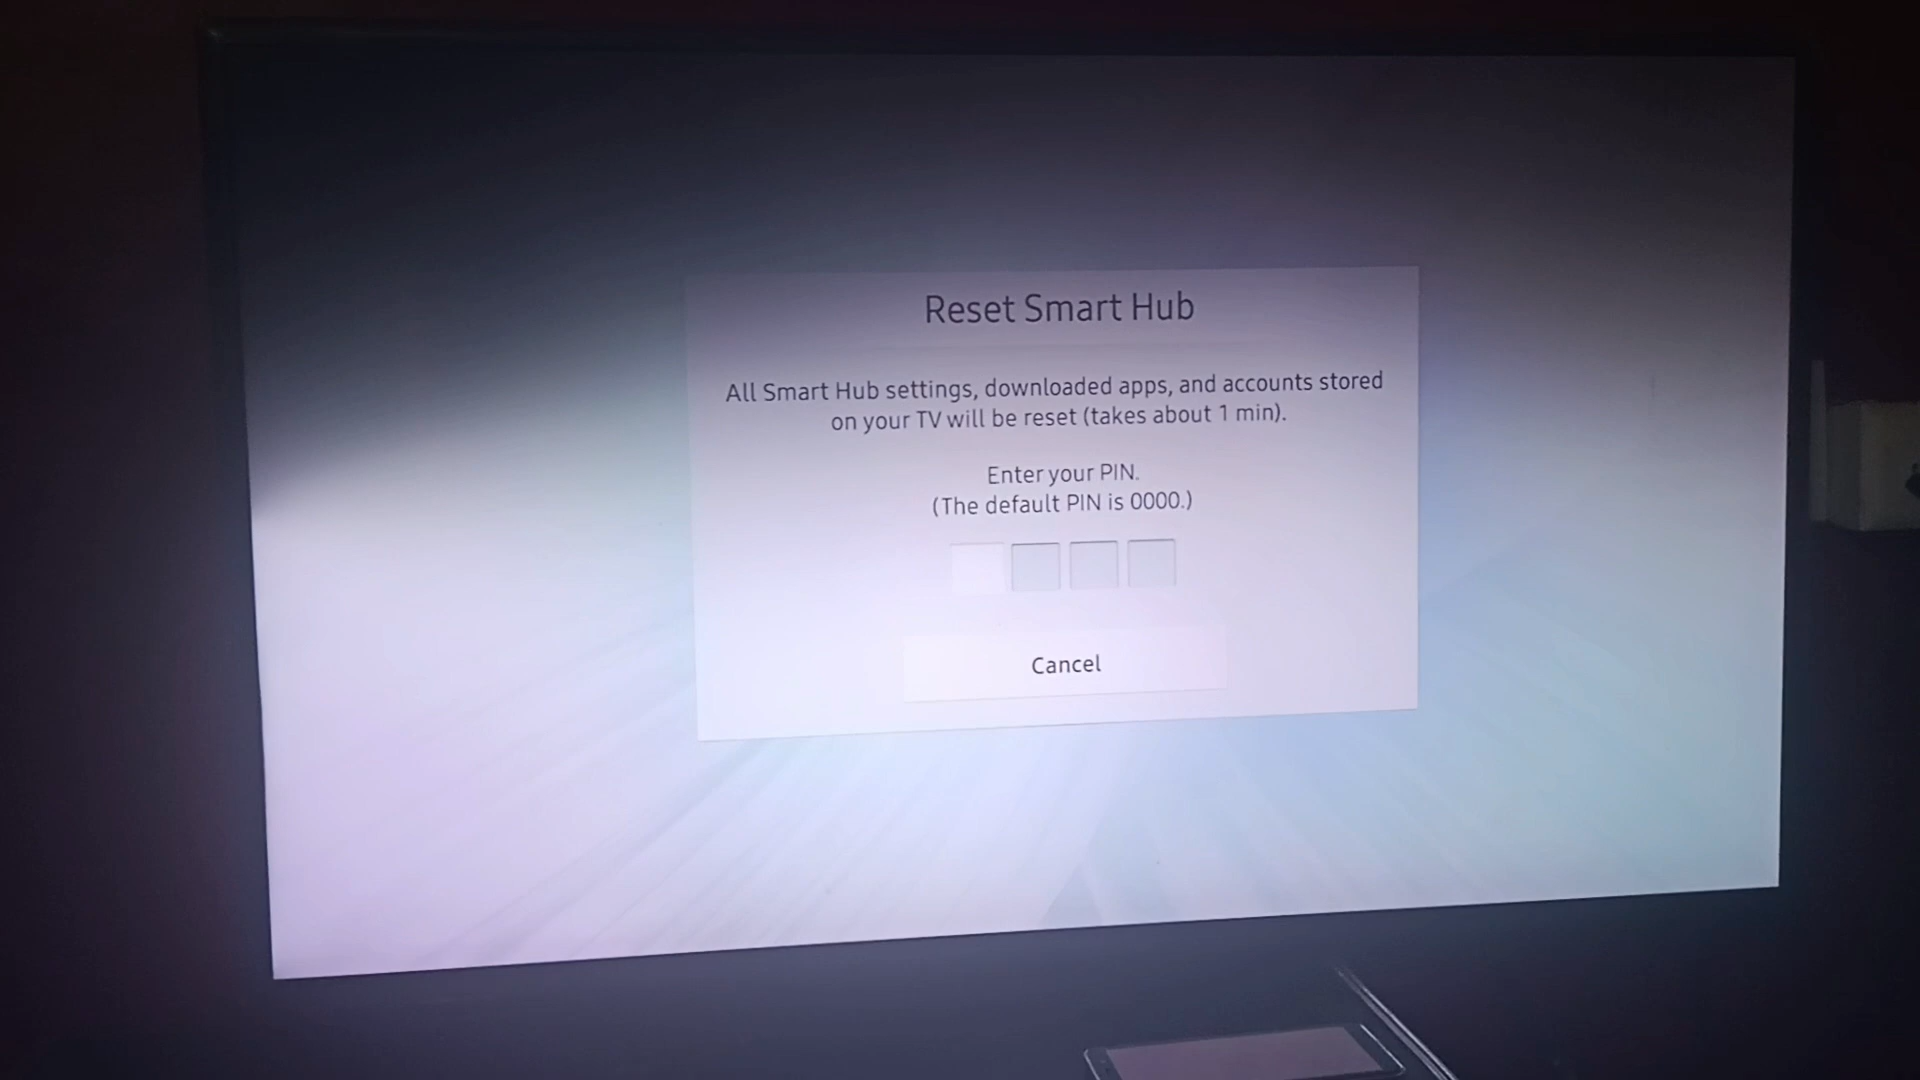 Reset Smart Hub
All Smart Hub settings, downloaded apps, and accounts stored
on your TV will be reset (takes about 1 min).
Enter your PIN.
(The default PIN is 0000.)
Cancel